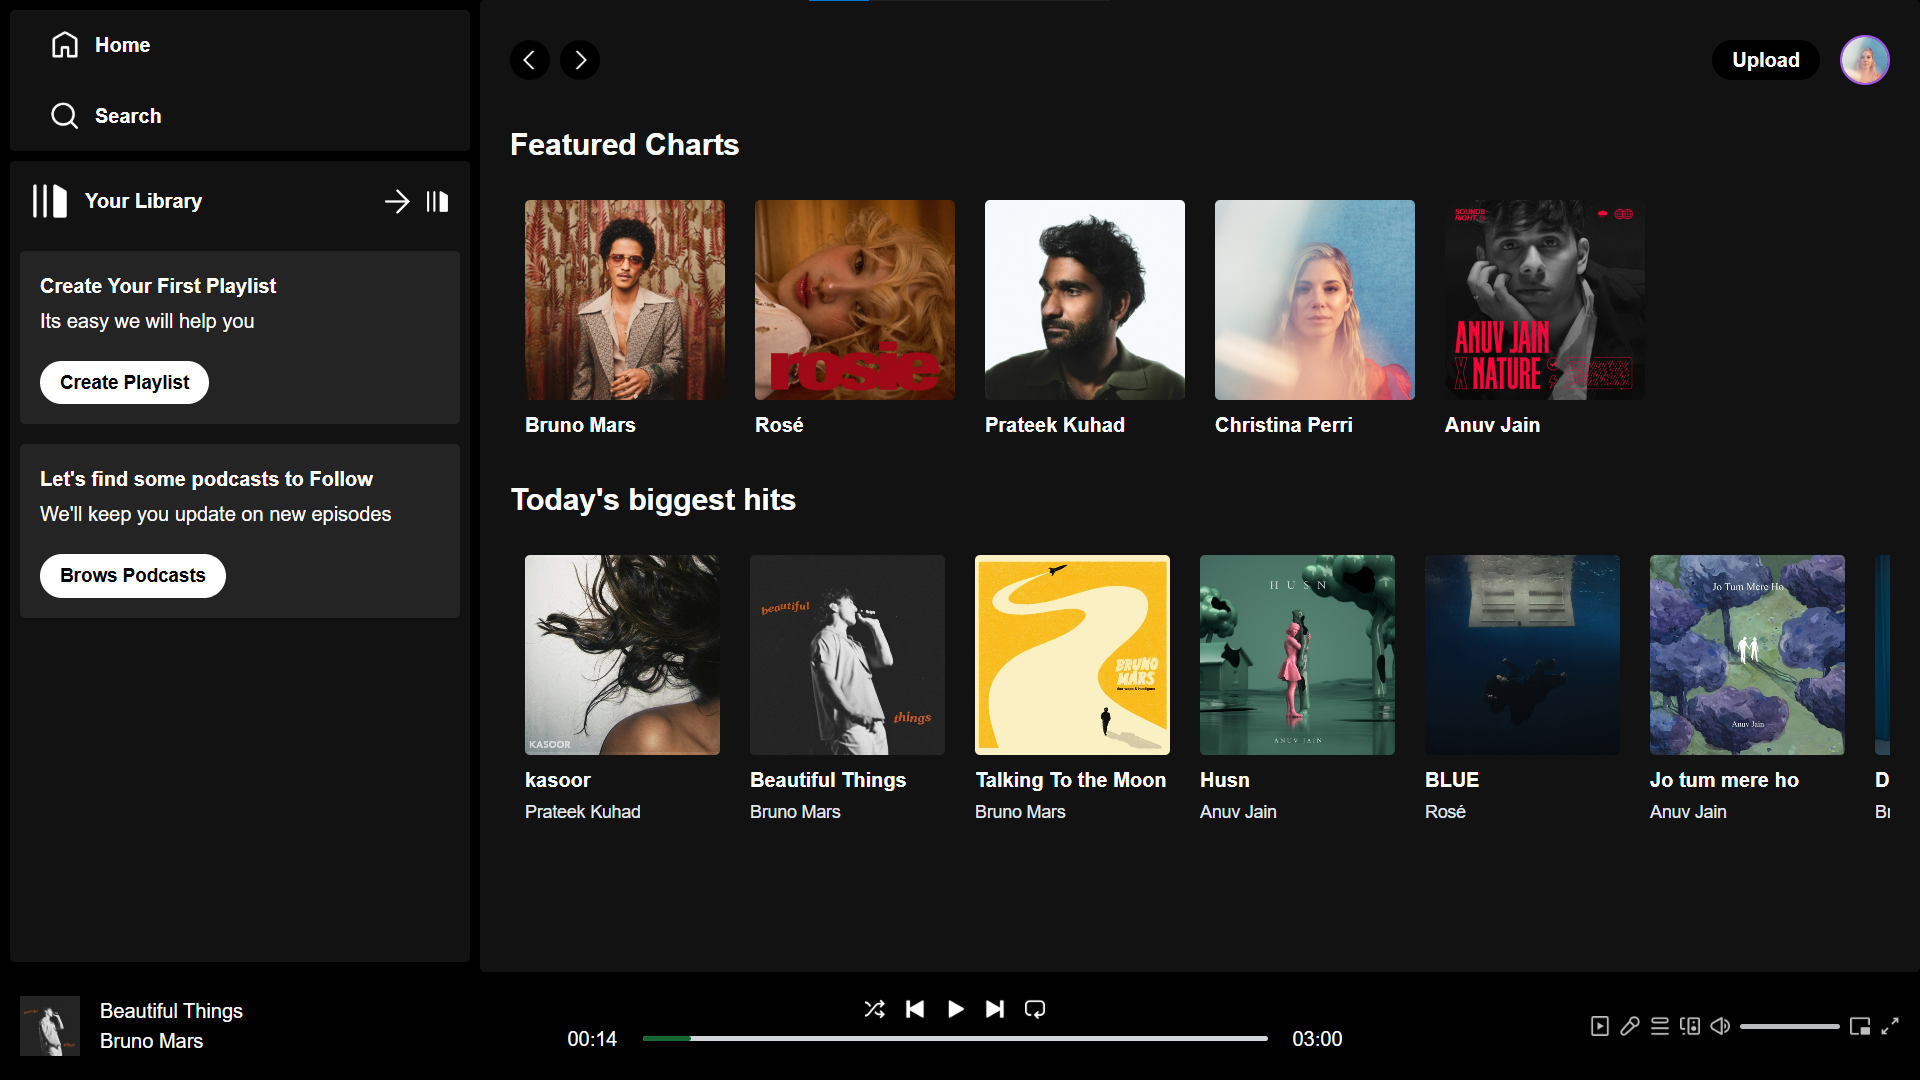 Home
Search
Your Library
Create Your First Playlist
Its easy we will help you
Create Playlist
Let's find some podcasts to Follow
We'll keep you update on new episodes
Brows Podcasts
Upload
Featured Charts
rosie
SOUNDS RIGHT
ANUV JAIN
X NATURE
Bruno Mars
Rosé
Prateek Kuhad
Christina Perri
Anuv Jain
Today's biggest hits
KASOOR
beautiful
things
BRUNO
MARS
HUSN
ANUV JAIN
Jo Tum Mere Ho
Anuv Jain
kasoor
Beautiful Things
Talking To the Moon
Husn
BLUE
Jo tum mere ho
D
Prateek Kuhad
Bruno Mars
Bruno Mars
Anuv Jain
Rosé
Anuv Jain
Br
Beautiful Things
Bruno Mars
00:14
03:00